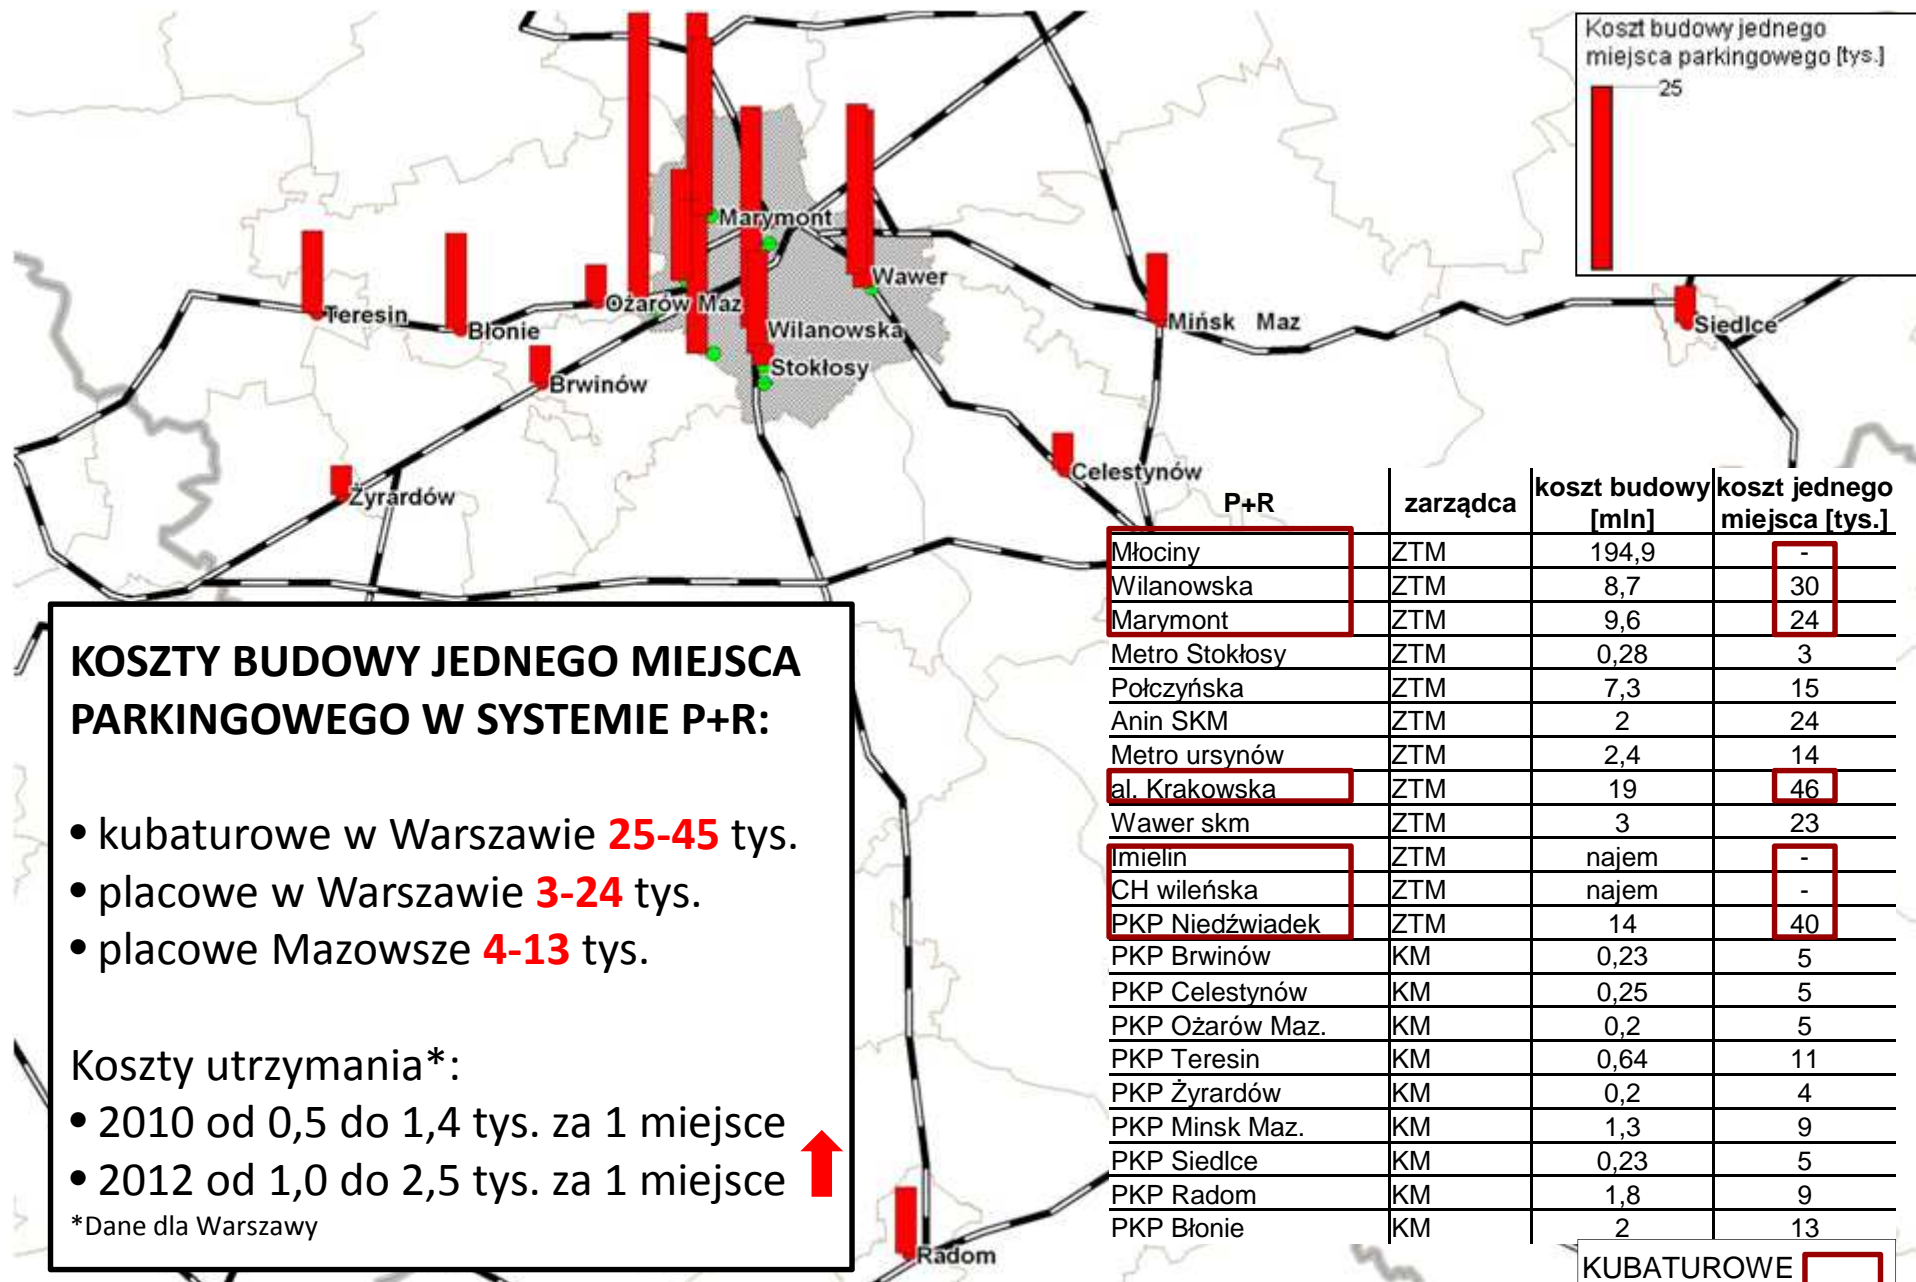 Koszt budowy jednego
miejsca parkingowego [tys.]
25
Marymont
Wawer
Teresin
Błonie
Ożarów Maz
Wilanowska
Stokłosy
Mińsk Maz
Siedlce
Brwinów
Żyrardów
Celestynów
Radom
KOSZTY BUDOWY JEDNEGO MIEJSCA
PARKINGOWEGO W SYSTEMIE P+R:
• kubaturowe w Warszawie 25-45 tys.
• placowe w Warszawie 3-24 tys.
• placowe Mazowsze 4-13 tys.
Koszty utrzymania*:
• 2010 od 0,5 do 1,4 tys. za 1 miejsce
• 2012 od 1,0 do 2,5 tys. za 1 miejsce
*Dane dla Warszawy
P+R zarządca koszt budowy [mln] koszt jednego miejsca [tys.]
Młociny ZTM 194,9 -
Wilanowska ZTM 8,7 30
Marymont ZTM 9,6 24
Metro Stokłosy ZTM 0,28 3
Połczyńska ZTM 7,3 15
Anin SKM ZTM 2 24
Metro ursynów ZTM 2,4 14
al. Krakowska ZTM 19 46
Wawer skm ZTM 3 23
Imielin ZTM najem -
CH wileńska ZTM najem -
PKP Niedźwiadek ZTM 14 40
PKP Brwinów KM 0,23 5
PKP Celestynów KM 0,25 5
PKP Ożarów Maz. KM 0,2 5
PKP Teresin KM 0,64 11
PKP Żyrardów KM 0,2 4
PKP Minsk Maz. KM 1,3 9
PKP Siedlce KM 0,23 5
PKP Radom KM 1,8 9
PKP Błonie KM 2 13
KUBATUROWE